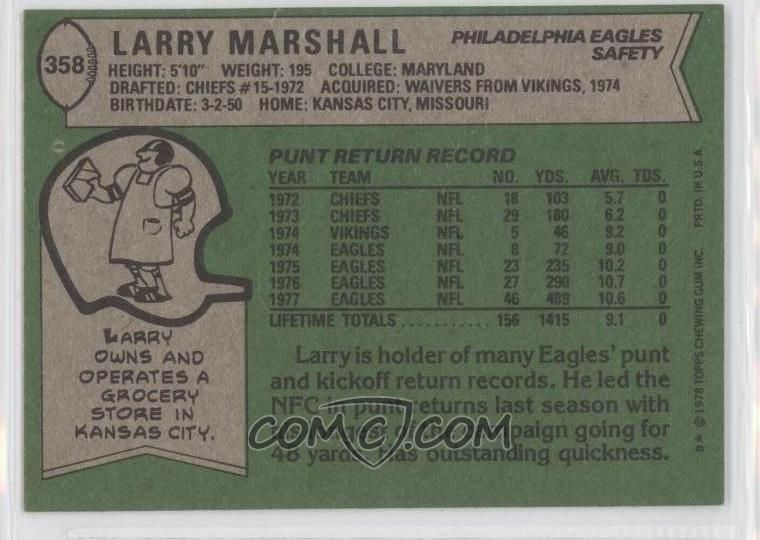 358
LARRY MARSHALL
PHILADELPHIA EAGLES
SAFETY
HEIGHT: 5'10" WEIGHT: 195 COLLEGE: MARYLAND
DRAFTED: CHIEFS #15-1972 ACQUIRED: WAIVERS FROM VIKINGS, 1974
BIRTHDATE: 3-2-50 HOME: KANSAS CITY, MISSOURI
PUNT RETURN RECORD
YEAR TEAM NO. YDS. AVG. TDS.
1972 CHIEFS NFL 18 103 5.7 0
1973 CHIEFS NFL 29 180 6.2 0
1974 VIKINGS NFL 5 46 9.2 0
1974 EAGLES NFL 8 72 9.0 0
1975 EAGLES NFL 23 235 10.2 0
1976 EAGLES NFL 27 290 10.7 0
1977 EAGLES NFL 46 489 10.6 0
LIFETIME TOTALS........... 156 1415 9.1 0
LARRY
OWNS AND
OPERATES A
GROCERY
STORE IN
KANSAS CITY.
Larry is holder of many Eagles' punt
and kickoff return records. He led the
NFC in punt returns last season with
his longest of campaign going for
48 yards. Has outstanding quickness.
COMC.COM
D* © 1978 TOPPS CHEWING GUM INC. PRTD. IN U.S.A.